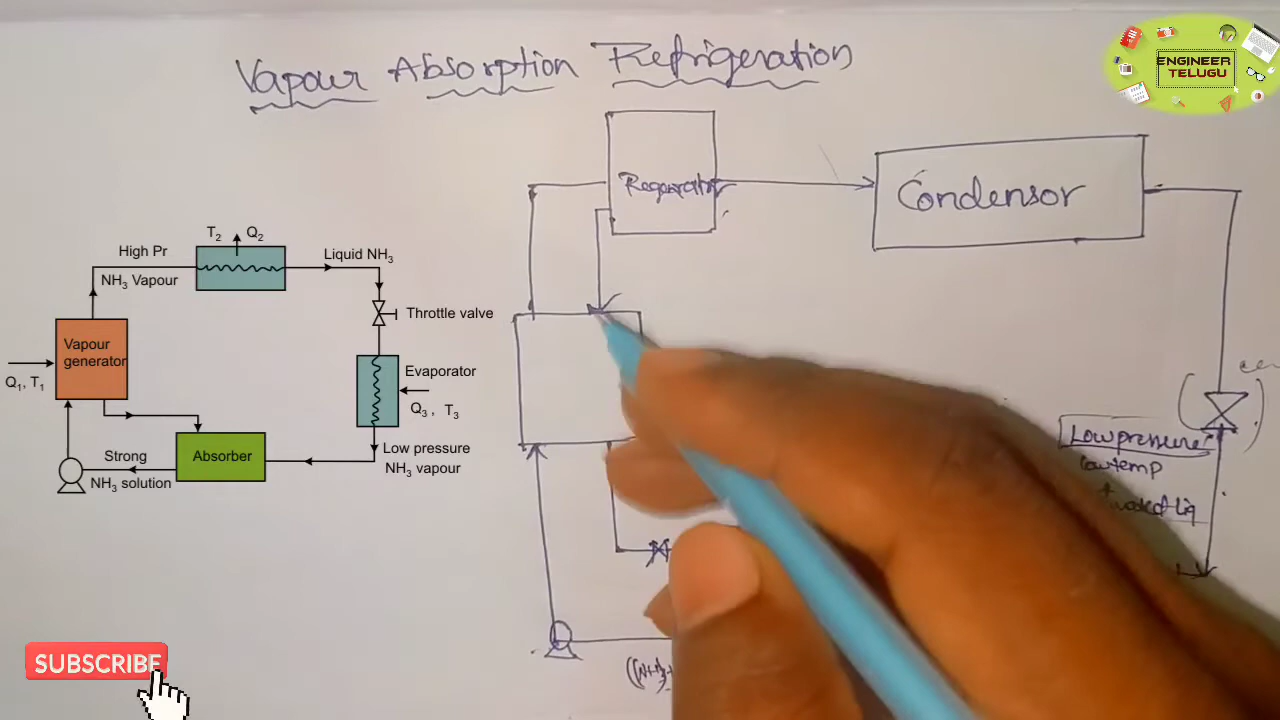 Vapour Absorption Refrigeration
ENGINEER
TELUGU
Regenerator
Condensor
T2 Q2
High Pr
NH3 Vapour
Liquid NH3
Throttle valve
Vapour
generator
Q1, T1
Evaporator
Q3 , T3
Low pressure
NH3 vapour
Strong
NH3 solution
Absorber
Low pressure
Low temp
+
SUBSCRIBE